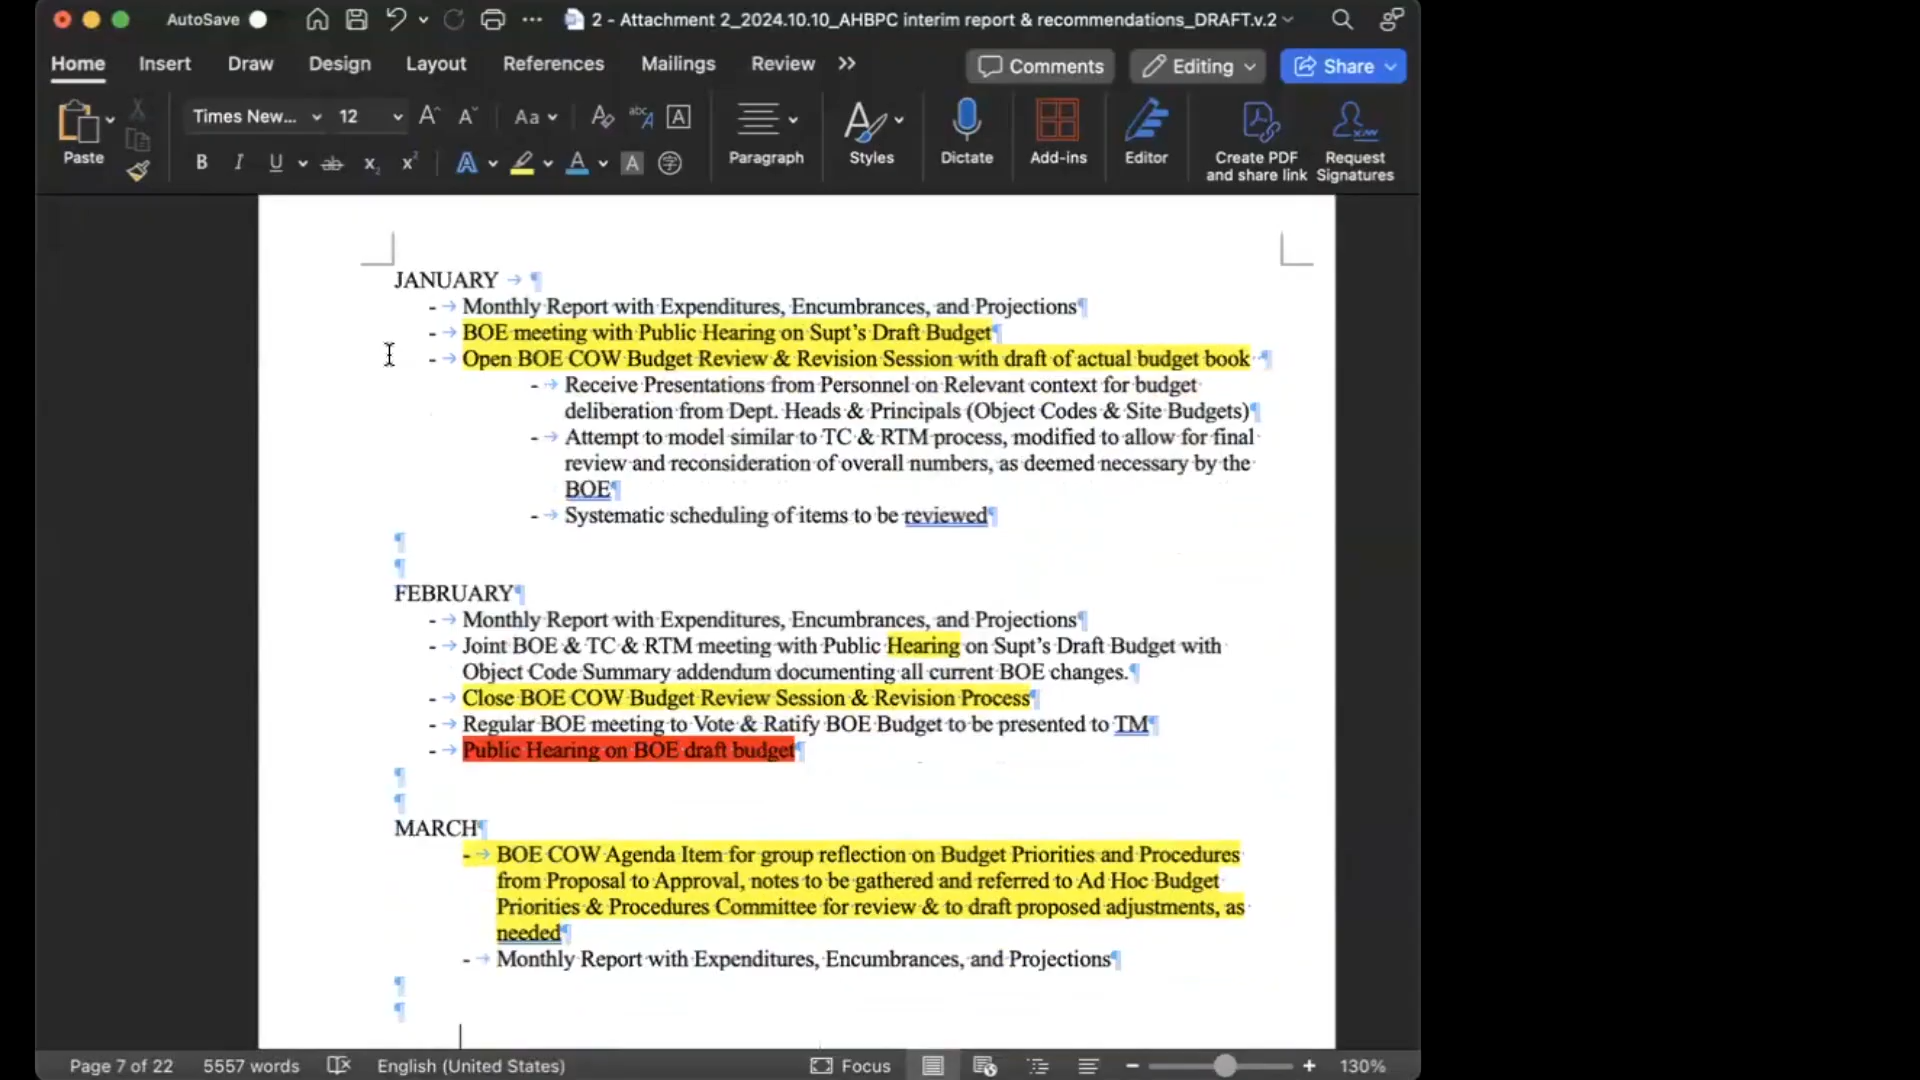 AutoSave
2 - Attachment 2_2024.10.10_AHBPC interim report & recommendations_DRAFT.v.2
Home Insert Draw Design Layout References Mailings Review >> Comments Editing Share
Paste
Times New... 12 Aa
Paragraph Styles Dictate Add-ins Editor Create PDF and share link Request Signatures
JANUARY
- Monthly Report with Expenditures, Encumbrances, and Projections
- BOE meeting with Public Hearing on Supt's Draft Budget
- Open BOE COW Budget Review & Revision Session with draft of actual budget book
- Receive Presentations from Personnel on Relevant context for budget
deliberation from Dept. Heads & Principals (Object Codes & Site Budgets)
- Attempt to model similar to TC & RTM process, modified to allow for final
review and reconsideration of overall numbers, as deemed necessary by the
BOE
- Systematic scheduling of items to be reviewed
FEBRUARY
- Monthly Report with Expenditures, Encumbrances, and Projections
- Joint BOE & TC & RTM meeting with Public Hearing on Supt's Draft Budget with
Object Code Summary addendum documenting all current BOE changes.
- Close BOE COW Budget Review Session & Revision Process
- Regular BOE meeting to Vote & Ratify BOE Budget to be presented to TM
- Public Hearing on BOE draft budget
MARCH
- BOE COW Agenda Item for group reflection on Budget Priorities and Procedures
from Proposal to Approval, notes to be gathered and referred to Ad Hoc Budget
Priorities & Procedures Committee for review & to draft proposed adjustments, as
needed
- Monthly Report with Expenditures, Encumbrances, and Projections
Page 7 of 22 5557 words English (United States) Focus 130%